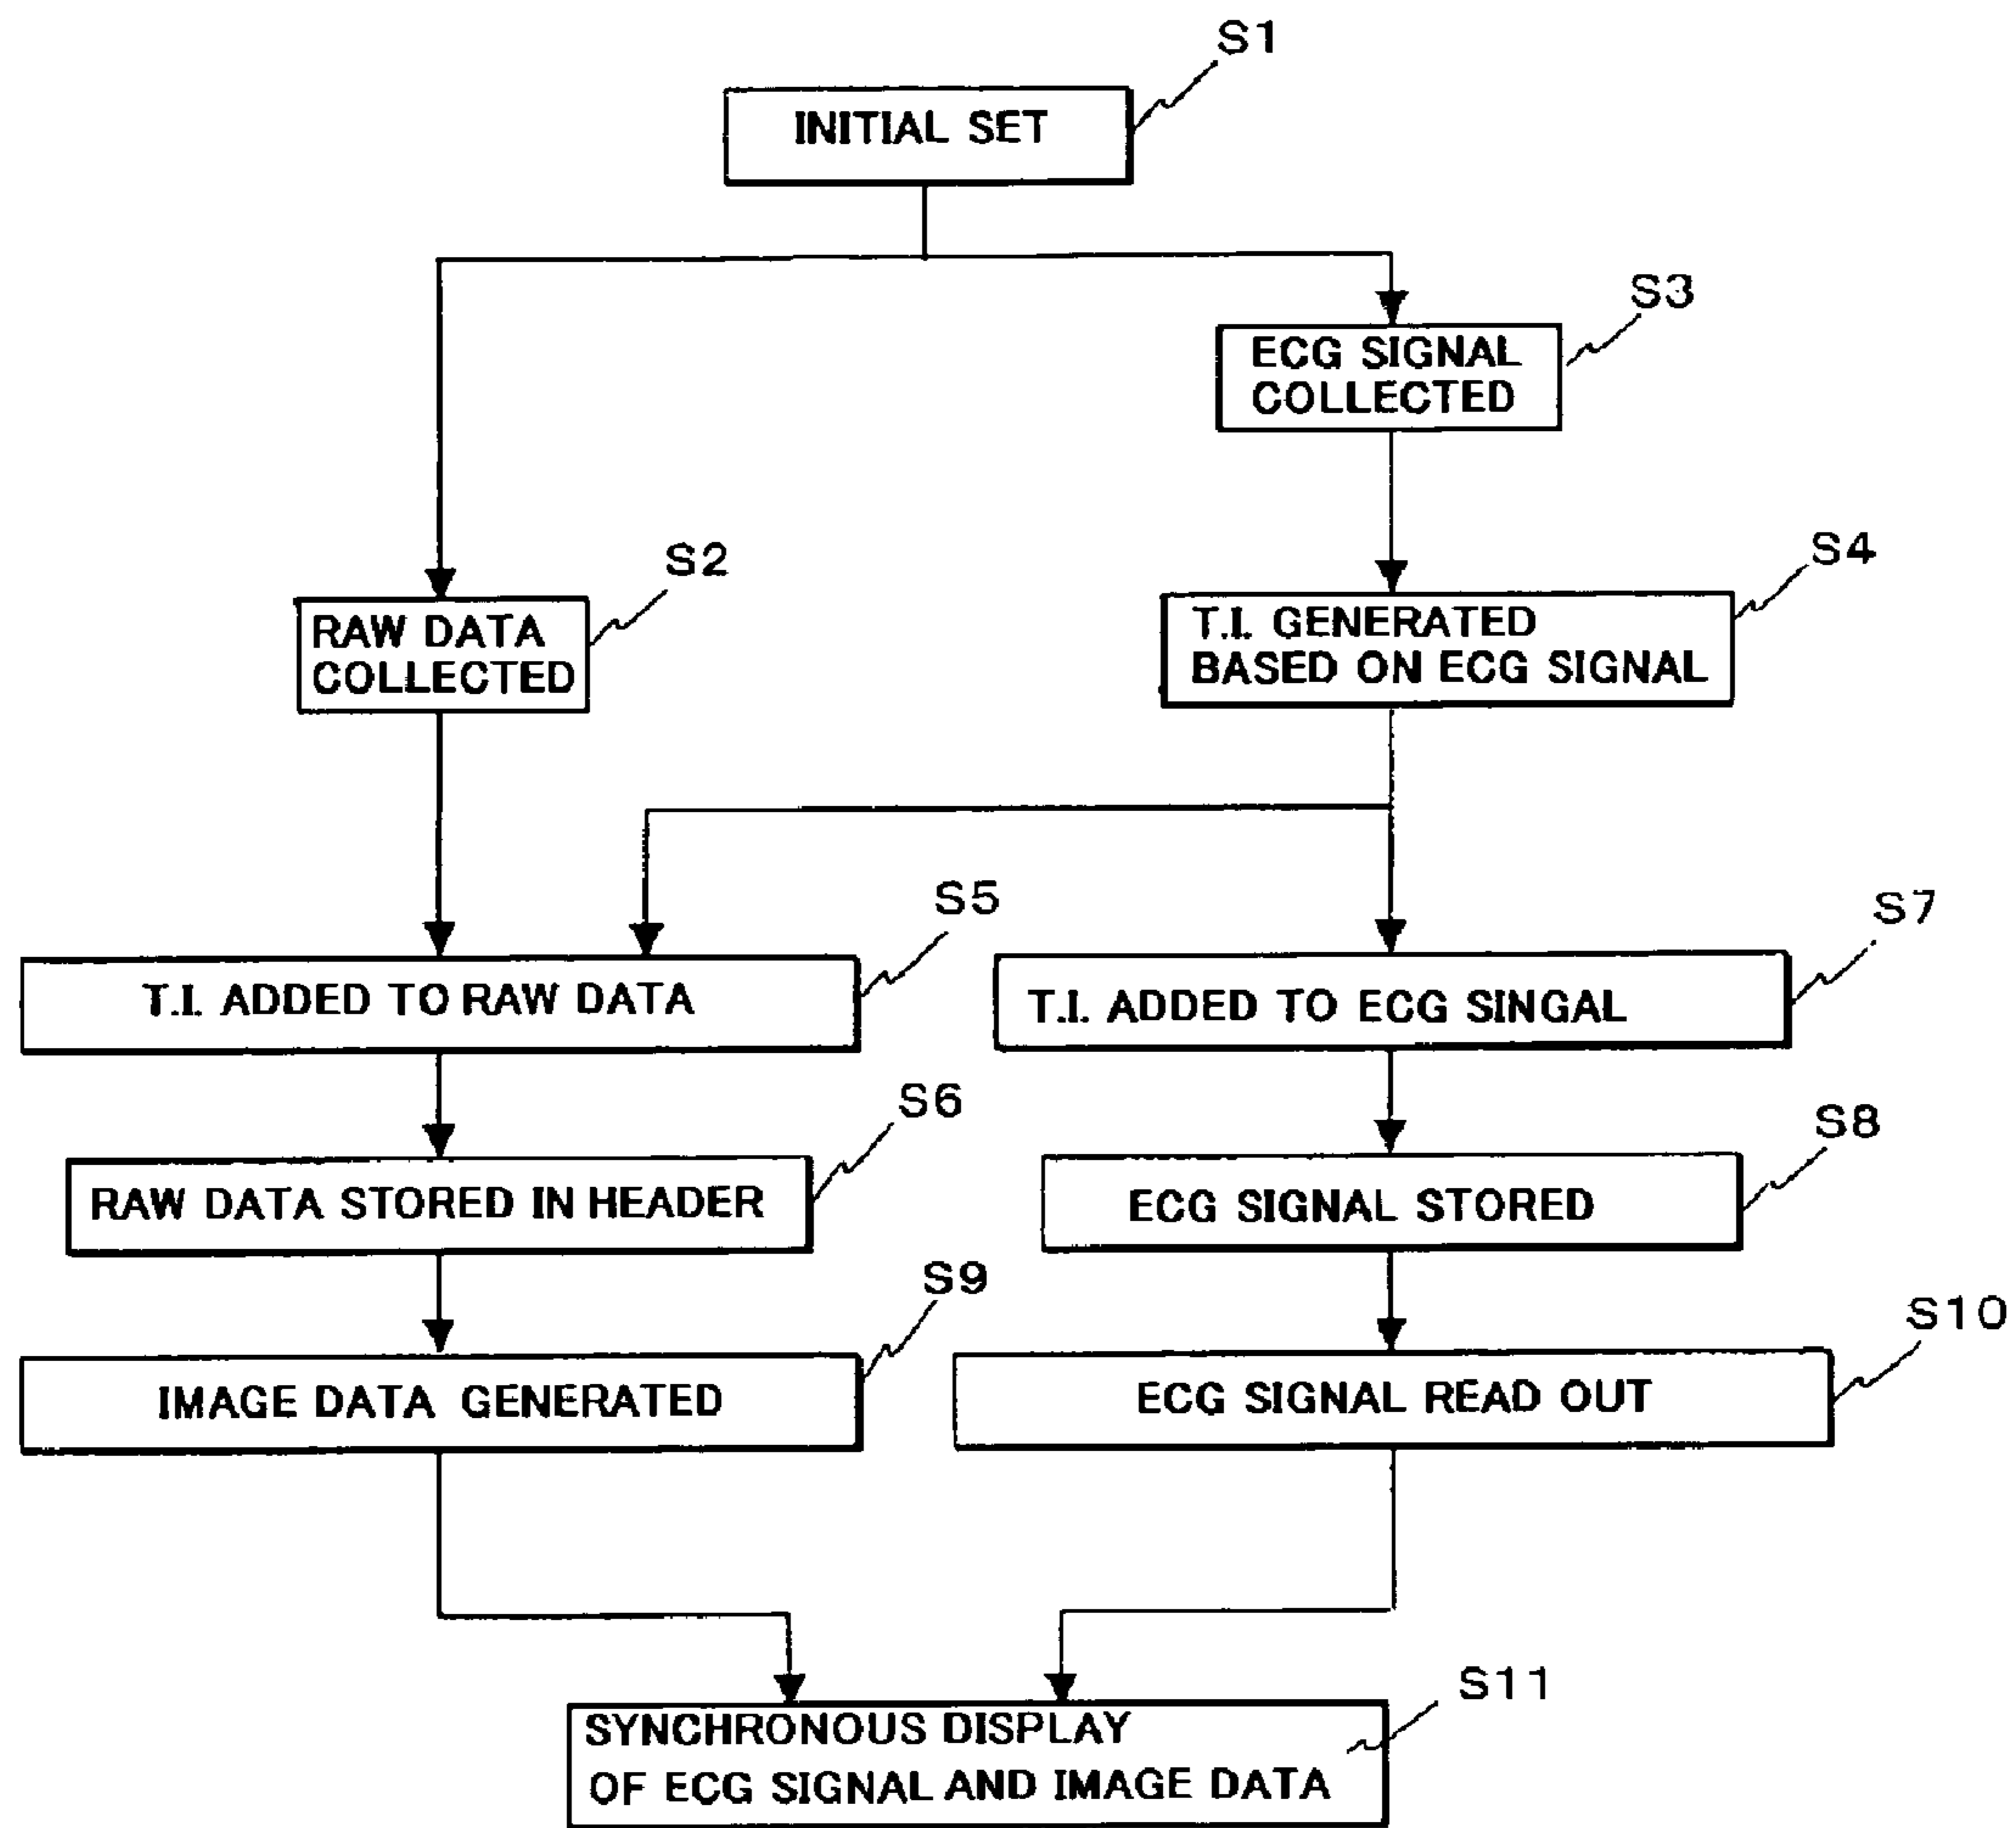 S1
INITIAL SET
S3
ECG SIGNAL
COLLECTED
S2
RAW DATA
COLLECTED
S4
T.I. GENERATED
BASED ON ECG SIGNAL
S5
T.I. ADDED TO RAW DATA
S7
T.I. ADDED TO ECG SINGAL
S6
RAW DATA STORED IN HEADER
S8
ECG SIGNAL STORED
S9
IMAGE DATA GENERATED
S10
ECG SIGNAL READ OUT
S11
SYNCHRONOUS DISPLAY
OF ECG SIGNAL AND IMAGE DATA